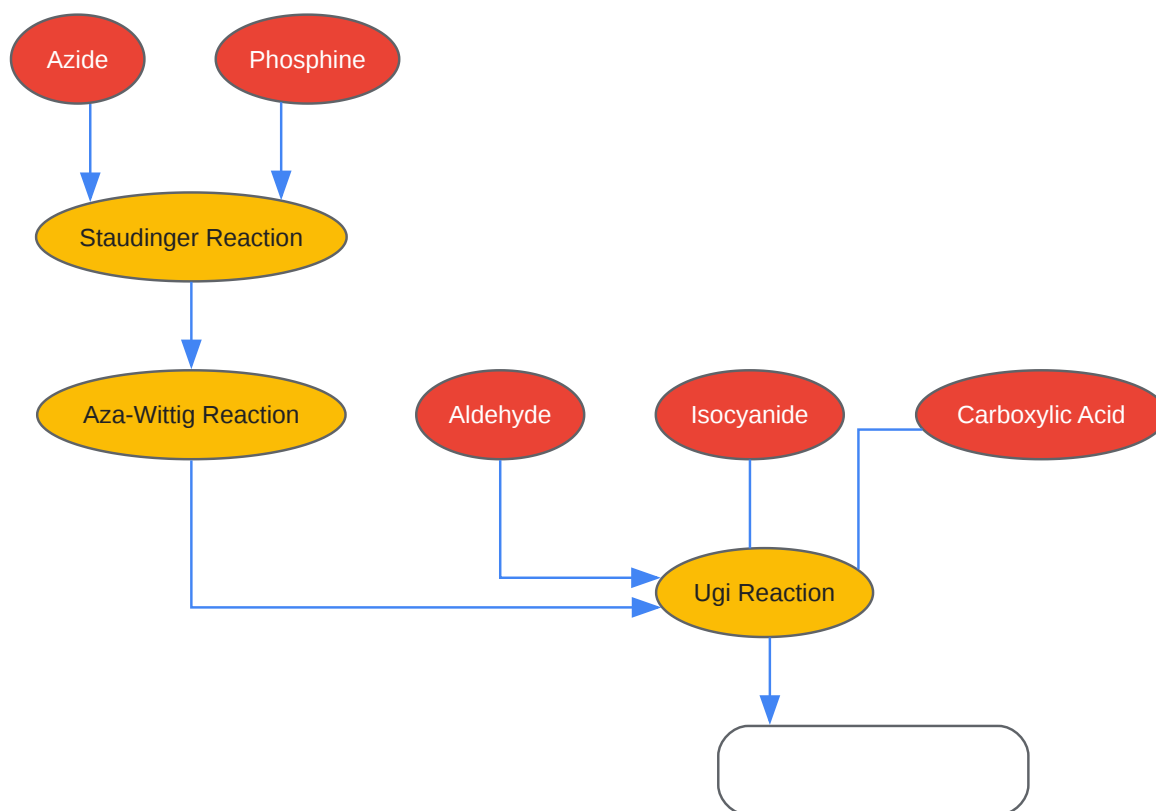 Azide
Phosphine
Staudinger Reaction
Aza-Wittig Reaction
Aldehyde
Isocyanide
Carboxylic Acid
Ugi Reaction